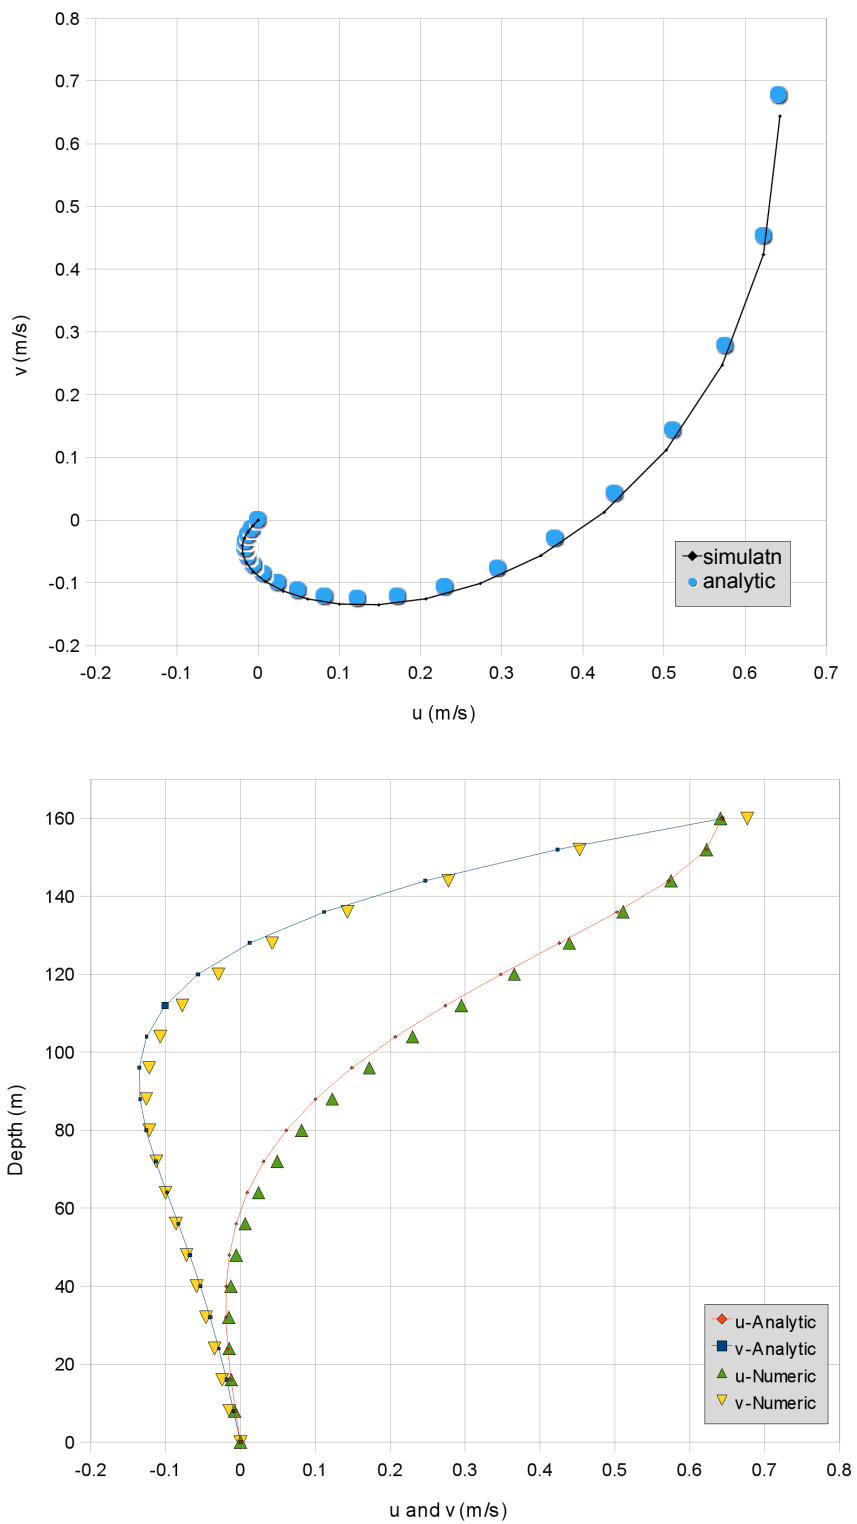 0.8
0.7
0.6
0.5
0.4
0.3
0.2
0.1
0
-0.1
-0.2
v (m/s)
simulatn
analytic
-0.2 -0.1 0 0.1 0.2 0.3 0.4 0.5 0.6 0.7
u (m/s)
160
140
120
100
80
60
40
20
0
Depth (m)
u-Analytic
v-Analytic
u-Numeric
v-Numeric
-0.2 -0.1 0 0.1 0.2 0.3 0.4 0.5 0.6 0.7 0.8
u and v (m/s)